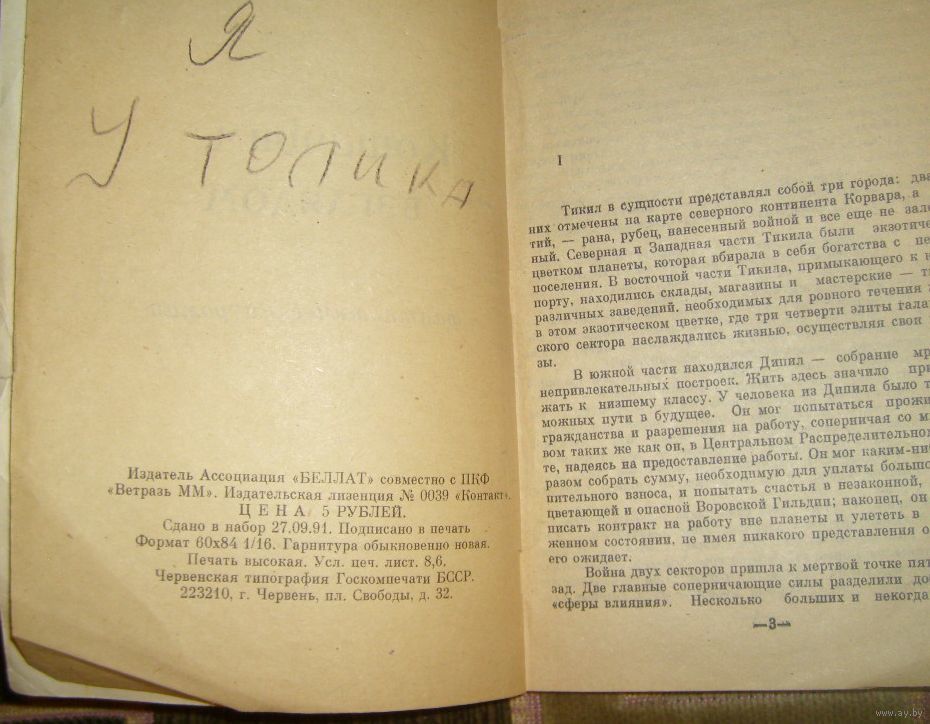 Я
У ТОЛИКА
Издатель Ассоциация «БЕЛЛАТ» совместно с ПКФ
«Ветразь ММ». Издательская лизенция № 0039 «Контакт».
ЦЕНА 5 РУБЛЕЙ.
Сдано в набор 27.09.91. Подписано в печать
Формат 60х84 1/16. Гарнитура обыкновенно новая.
Печать высокая. Усл. печ. лист. 8,6.
Червенская типография Госкомпечати БССР.
223210, г. Червень, пл. Свободы, д. 32.
I
Тикил в сущности представлял собой три города: два
них отмечены на карте северного континента Корвара, а
тий, — рана, рубец, нанесенный войной и все еще не зале
ный. Северная и Западная части Тикила были экзотиче
цветком планеты, которая вбирала в себя богатства с не
поселения. В восточной части Тикила, примыкающего к к
порту, находились склады, магазины и мастерские — т
различных заведений, необходимых для ровного течения
в этом экзотическом цветке, где три четверти элиты гала
ского сектора наслаждались жизнью, осуществляя свои
зы.
В южной части находился Дипил — собрание мр
непривлекательных построек. Жить здесь значило при
жать к низшему классу. У человека из Дипила было т
можных пути в будущее. Он мог попытаться прожи
гражданства и разрешения на работу, соперничая со м
вом таких же как он, в Центральном Распределительно
те, надеясь на предоставление работы. Он мог каким-ни
разом собрать сумму, необходимую для уплаты большо
пительного взноса, и попытать счастья в незаконной,
цветающей и опасной Воровской Гильдии; наконец, он
писать контракт на работу вне планеты и улететь в
женном состоянии, не имея никакого представления о
его ожидает.
Война двух секторов пришла к мертвой точке пят
зад. Две главные соперничающие силы разделили до
«сферы влияния». Несколько больших и некогда
—3—
www.ay.by